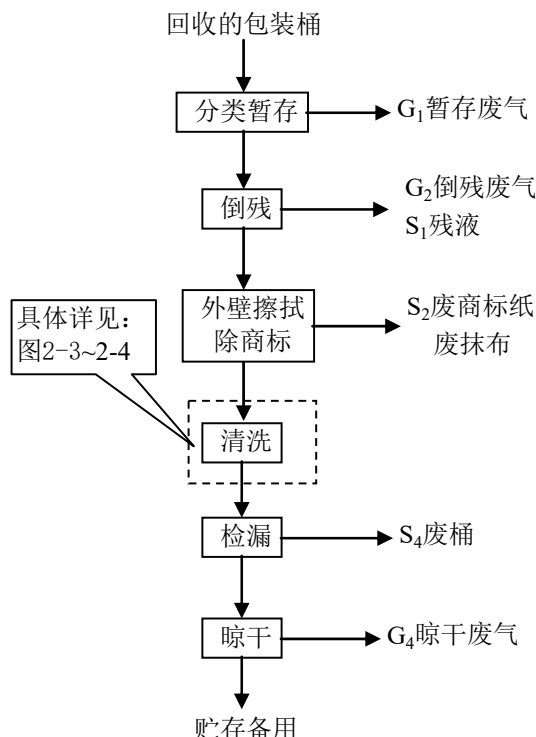 回收的包装桶
分类暂存
G₁暂存废气
倒残
G₂倒残废气
S₁残液
外壁擦拭
除商标
S₂废商标纸
废抹布
具体详见：
图2-3~2-4
清洗
检漏
S₄废桶
晾干
G₄晾干废气
贮存备用